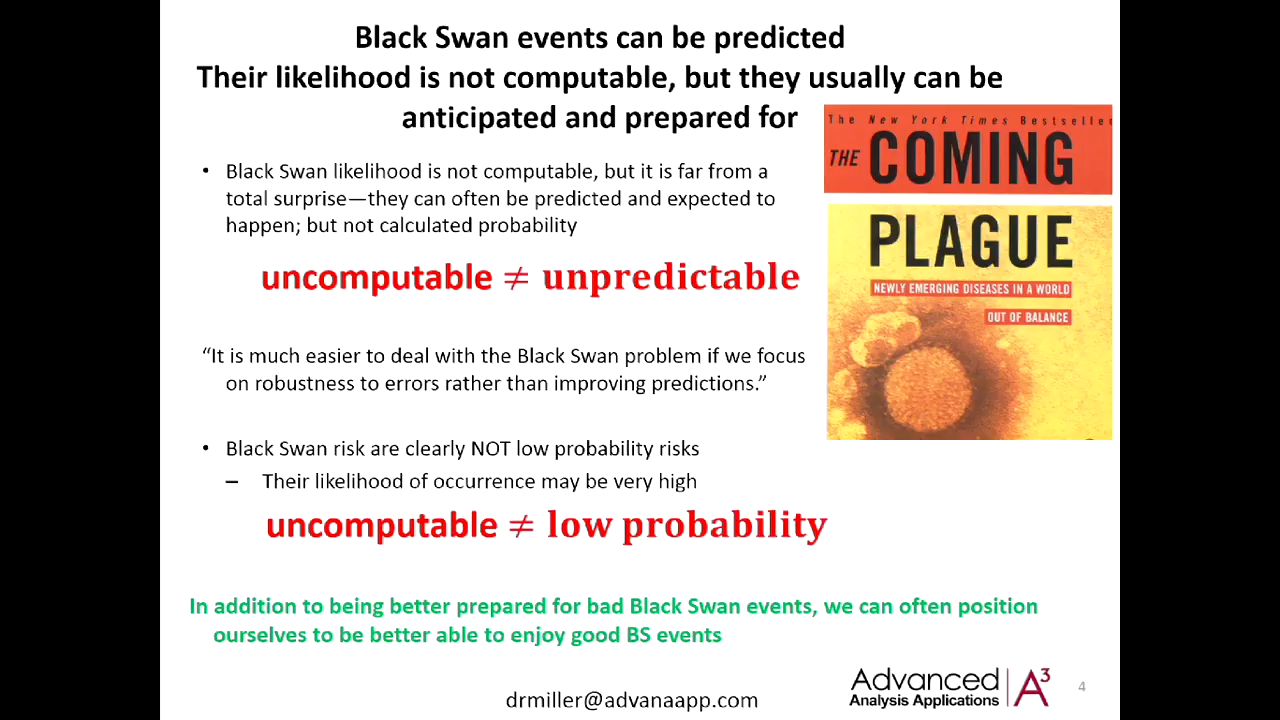 Black Swan events can be predicted
Their likelihood is not computable, but they usually can be
anticipated and prepared for
• Black Swan likelihood is not computable, but it is far from a
total surprise—they can often be predicted and expected to
happen; but not calculated probability
uncomputable ≠ unpredictable
“It is much easier to deal with the Black Swan problem if we focus
on robustness to errors rather than improving predictions.”
• Black Swan risk are clearly NOT low probability risks
– Their likelihood of occurrence may be very high
uncomputable ≠ low probability
In addition to being better prepared for bad Black Swan events, we can often position
ourselves to be better able to enjoy good BS events
The New York Times Bestseller
THE COMING
PLAGUE
NEWLY EMERGING DISEASES IN A WORLD
OUT OF BALANCE
drmiller@advanaapp.com
Advanced
Analysis Applications
A3
4